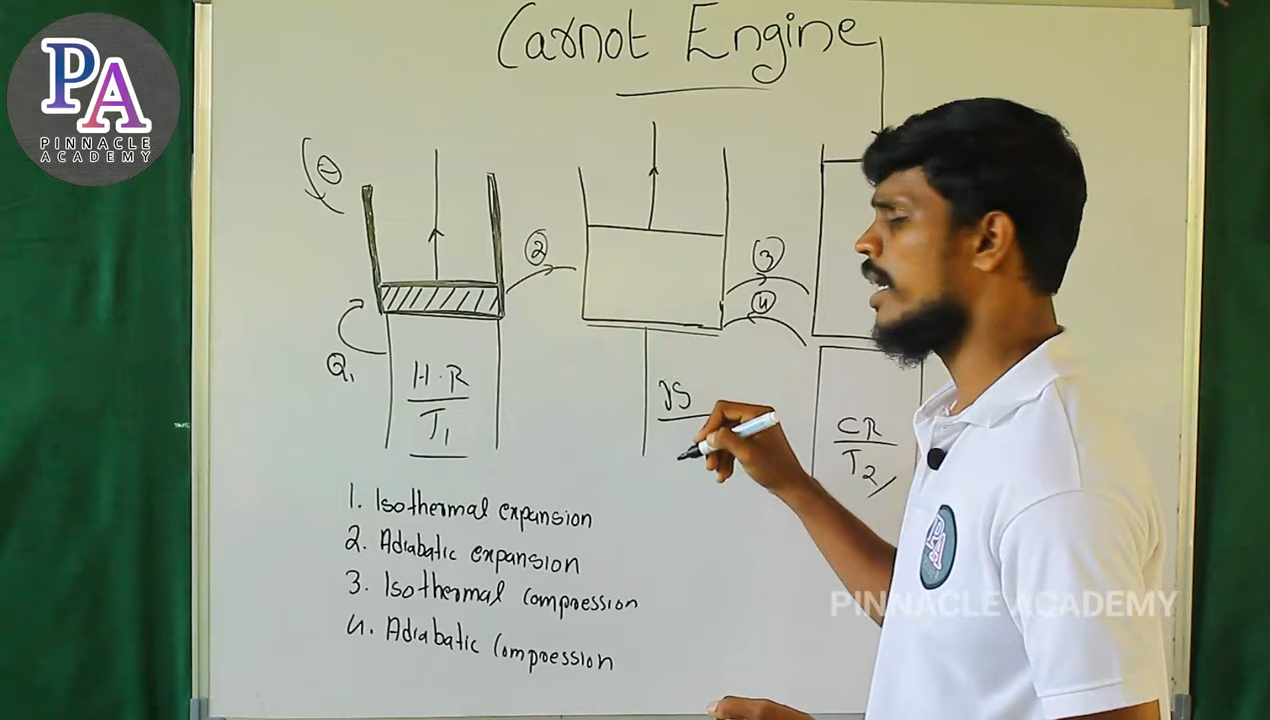 PA
PINNACLE
ACADEMY
Carnot Engine
1
2
3
4
Q1
H.R
T1
IS
CR
T2
1. Isothermal expansion
2. Adiabatic expansion
3. Isothermal compression
4. Adiabatic Compression
PINNACLE ACADEMY